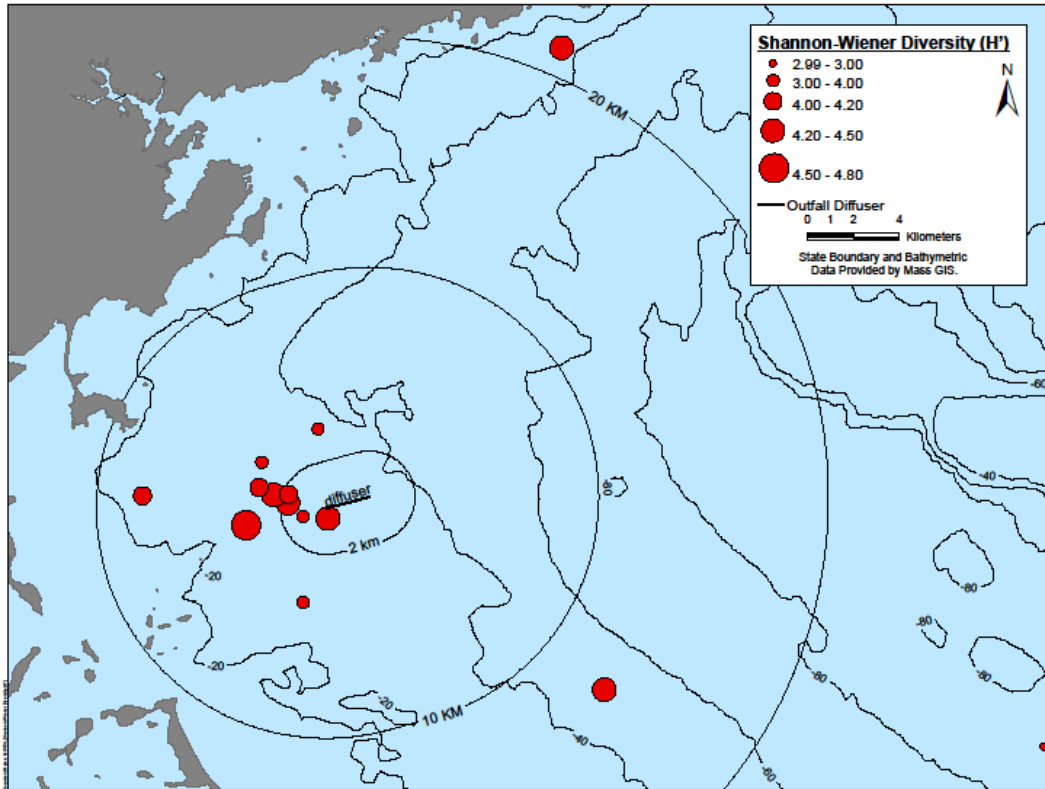 Shannon-Wiener Diversity (H')
2.99 - 3.00
3.00 - 4.00
4.00 - 4.20
4.20 - 4.50
4.50 - 4.80
Outfall Diffuser
0 1 2 4
Kilometers
State Boundary and Bathymetric
Data Provided by Mass GIS.
N
20 KM
-60
-40
-80
diffuser
2 km
-20
-80
-80
-80
-20
-20
-80
10 KM
-40
-60